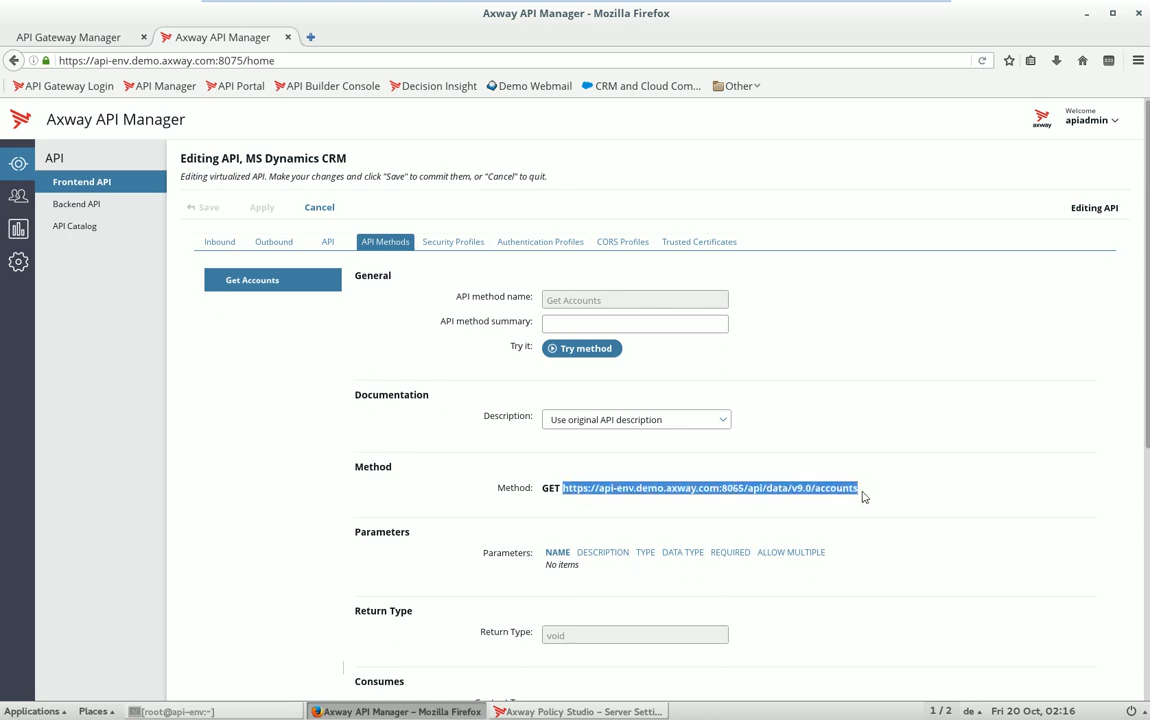 Axway API Manager - Mozilla Firefox
API Gateway Manager
Axway API Manager
https://api-env.demo.axway.com:8075/home
API Gateway Login
API Manager
API Portal
API Builder Console
Decision Insight
Demo Webmail
CRM and Cloud Com...
Other
Axway API Manager
axway
Welcome
apiadmin
API
Frontend API
Backend API
API Catalog
Editing API, MS Dynamics CRM
Editing virtualized API. Make your changes and click "Save" to commit them, or "Cancel" to quit.
Save Apply Cancel
Editing API
Inbound Outbound API API Methods Security Profiles Authentication Profiles CORS Profiles Trusted Certificates
Get Accounts
General
API method name: Get Accounts
API method summary:
Try it: Try method
Documentation
Description: Use original API description
Method
Method: GET https://api-env.demo.axway.com:8065/api/data/v9.0/accounts
Parameters
Parameters: NAME DESCRIPTION TYPE DATA TYPE REQUIRED ALLOW MULTIPLE
No items
Return Type
Return Type: void
Consumes
Applications Places [root@api-env:~] Axway API Manager – Mozilla Firefox Axway Policy Studio – Server Setti... 1 / 2 de Fri 20 Oct, 02:16